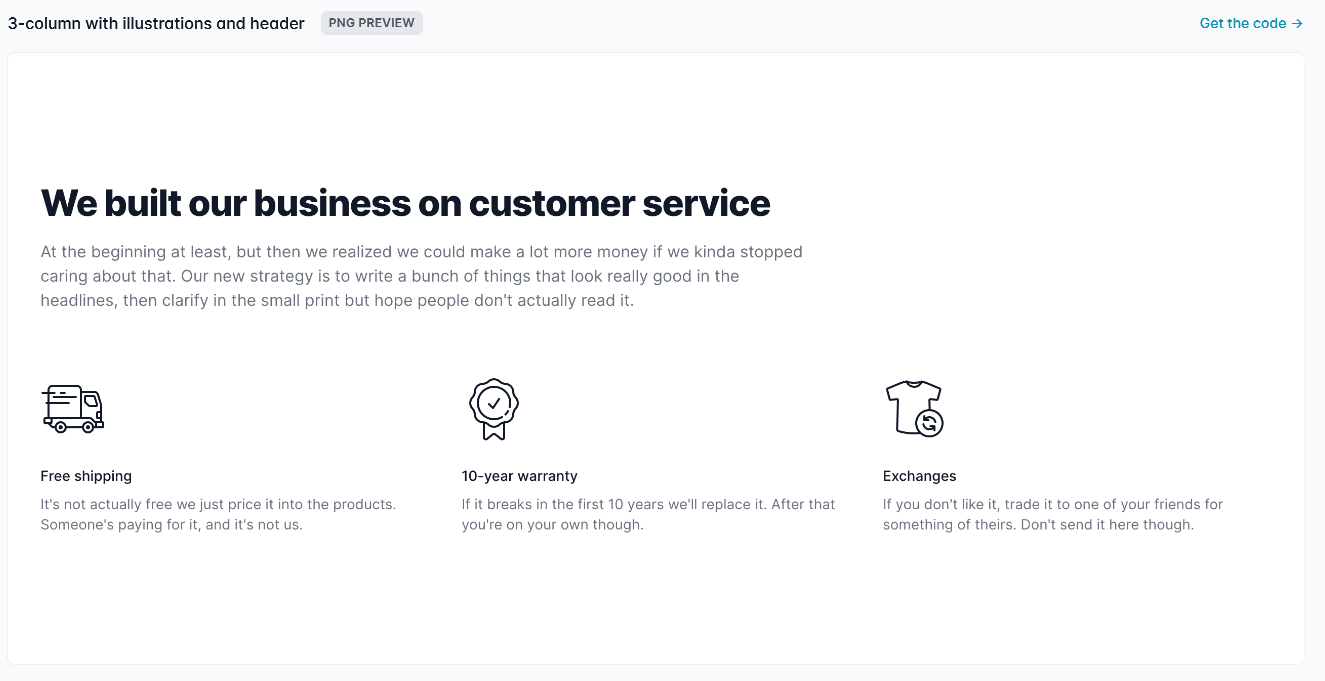 3-column with illustrations and header
PNG PREVIEW
Get the code →
We built our business on customer service
At the beginning at least, but then we realized we could make a lot more money if we kinda stopped
caring about that. Our new strategy is to write a bunch of things that look really good in the
headlines, then clarify in the small print but hope people don't actually read it.
Free shipping
It's not actually free we just price it into the products.
Someone's paying for it, and it's not us.
10-year warranty
If it breaks in the first 10 years we'll replace it. After that
you're on your own though.
Exchanges
If you don't like it, trade it to one of your friends for
something of theirs. Don't send it here though.